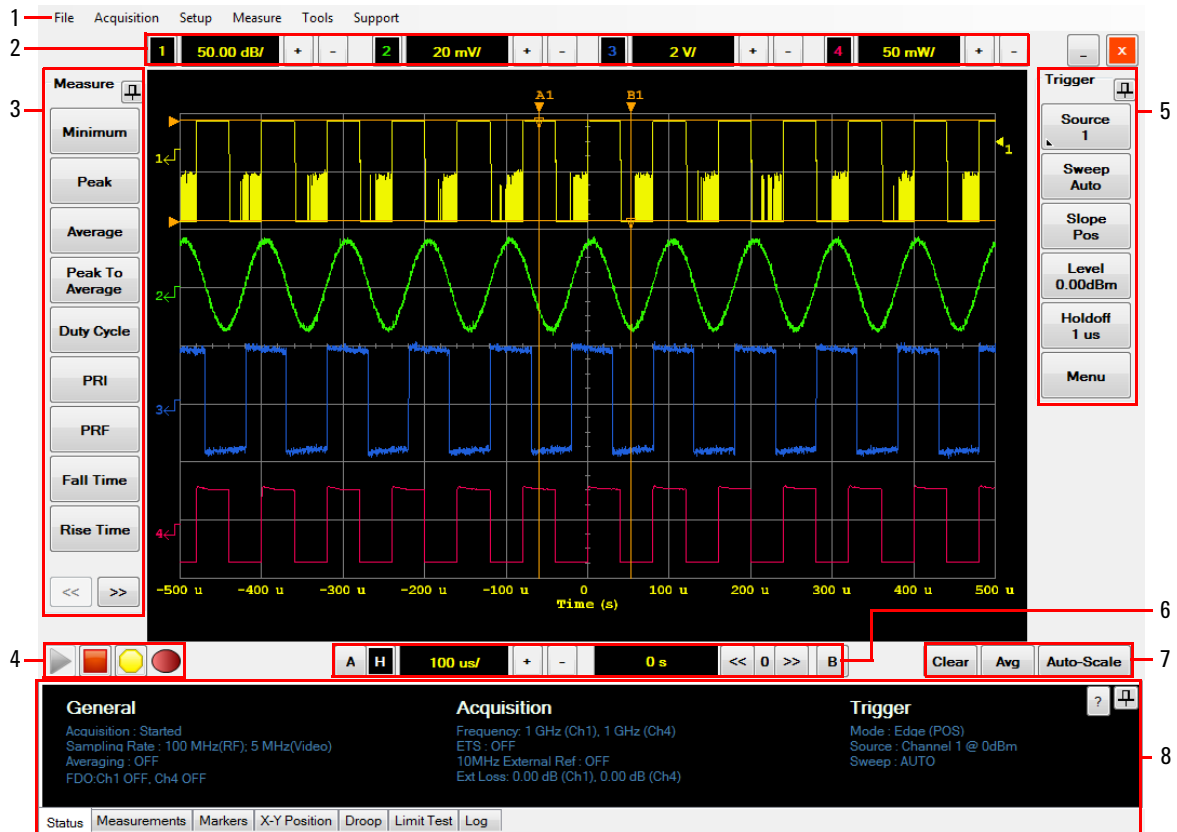 1 File Acquisition Setup Measure Tools Support
2 1 50.00 dB/ + - 2 20 mV/ + - 3 2 V/ + - 4 50 mW/ + - _ x
3
Measure
Minimum
Peak
Average
Peak To
Average
Duty Cycle
PRI
PRF
Fall Time
Rise Time
<< >>
A1 B1
1
1
2
3
4
-500 u -400 u -300 u -200 u -100 u 0 100 u 200 u 300 u 400 u 500 u
Time (s)
Trigger
5
Source
1
Sweep
Auto
Slope
Pos
Level
0.00dBm
Holdoff
1 us
Menu
6
4
A H 100 us/ + - 0 s << 0 >> B
Clear Avg Auto-Scale 7
General
Acquisition : Started
Sampling Rate : 100 MHz(RF); 5 MHz(Video)
Averaging : OFF
FDO:Ch1 OFF, Ch4 OFF
Acquisition
Frequency: 1 GHz (Ch1), 1 GHz (Ch4)
ETS : OFF
10MHz External Ref : OFF
Ext Loss: 0.00 dB (Ch1), 0.00 dB (Ch4)
Trigger
Mode : Edge (POS)
Source : Channel 1 @ 0dBm
Sweep : AUTO
?
8
Status Measurements Markers X-Y Position Droop Limit Test Log